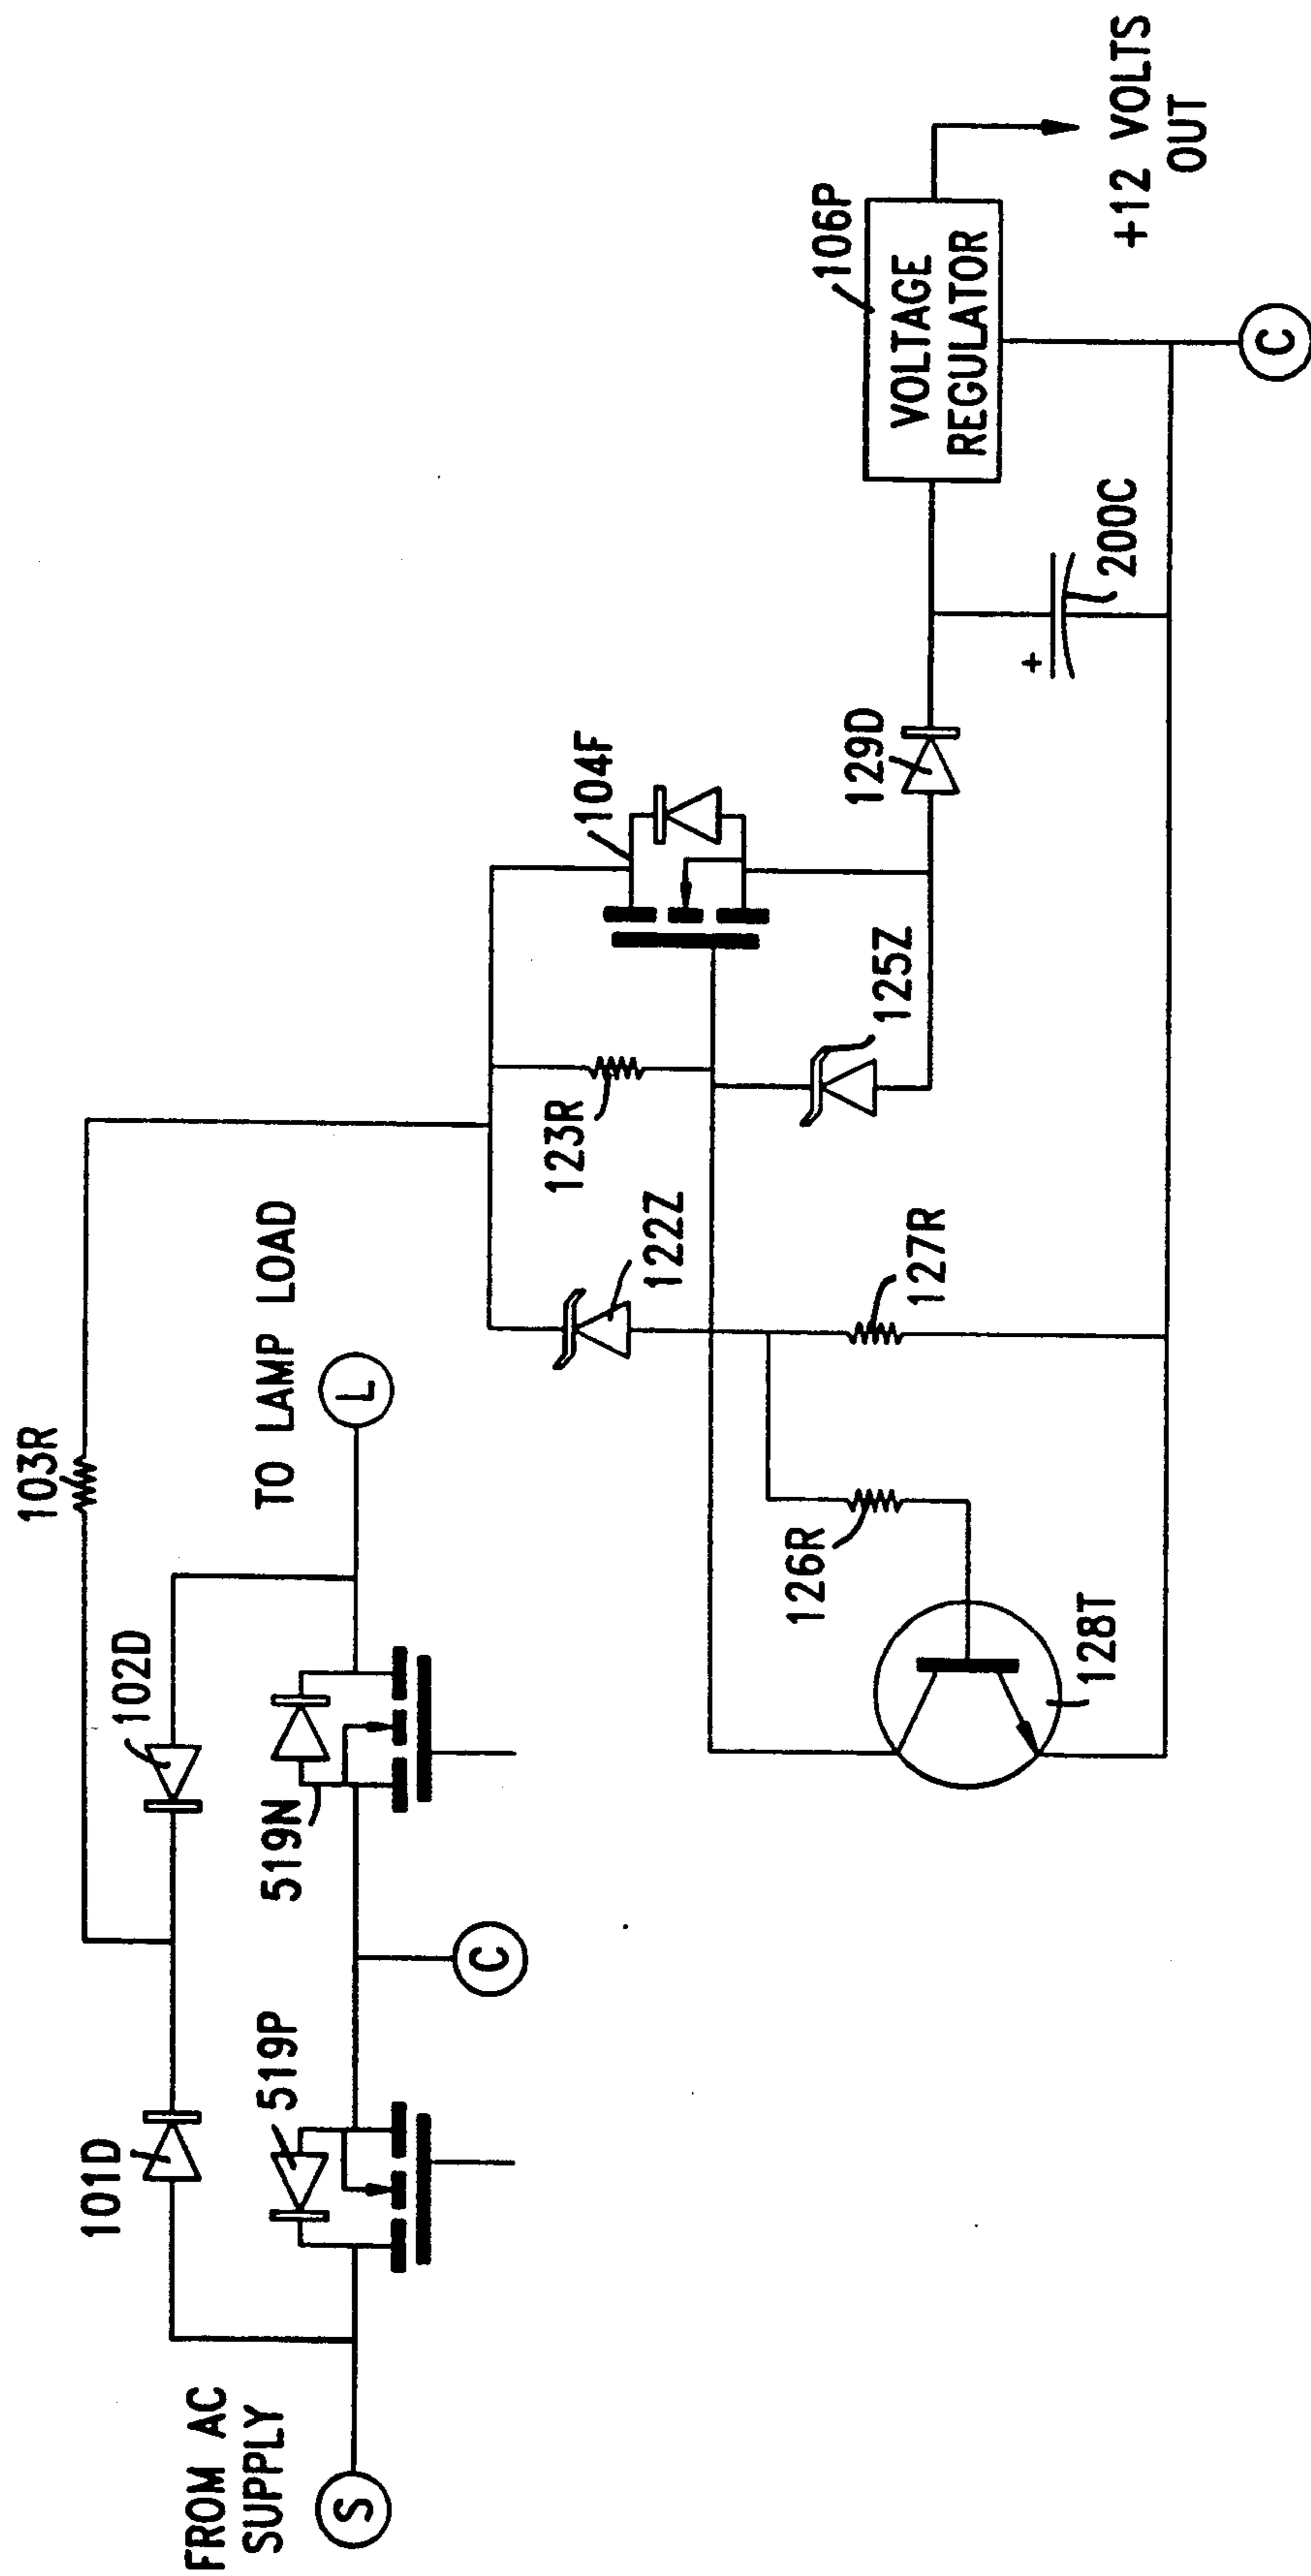 FROM AC
SUPPLY
S
101D
102D
103R
519P
519N
C
TO LAMP LOAD
L
122Z
123R
104F
125Z
126R
127R
128T
129D
200C
+
106P
VOLTAGE
REGULATOR
+12 VOLTS
OUT
C